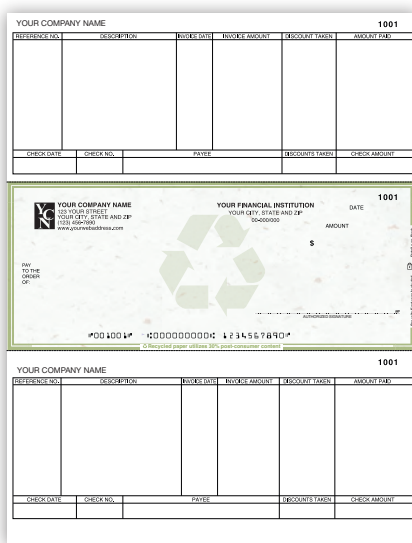 YOUR COMPANY NAME 1001
REFERENCE NO. DESCRIPTION INVOICE DATE INVOICE AMOUNT DISCOUNT TAKEN AMOUNT PAID
CHECK DATE CHECK NO. PAYEE DISCOUNTS TAKEN CHECK AMOUNT
1001
YCN
YOUR COMPANY NAME
123 YOUR STREET
YOUR CITY, STATE AND ZIP
(123) 456-7890
www.yourwebaddress.com
YOUR FINANCIAL INSTITUTION
YOUR CITY, STATE AND ZIP
00-000/000
DATE
AMOUNT
$
PAY
TO THE
ORDER
OF:
AUTHORIZED SIGNATURE
⑈001001⑈ ⑆000000000⑆ 1234567890⑈
Recycled paper utilizes 30% post-consumer content
1001
YOUR COMPANY NAME
REFERENCE NO. DESCRIPTION INVOICE DATE INVOICE AMOUNT DISCOUNT TAKEN AMOUNT PAID
CHECK DATE CHECK NO. PAYEE DISCOUNTS TAKEN CHECK AMOUNT